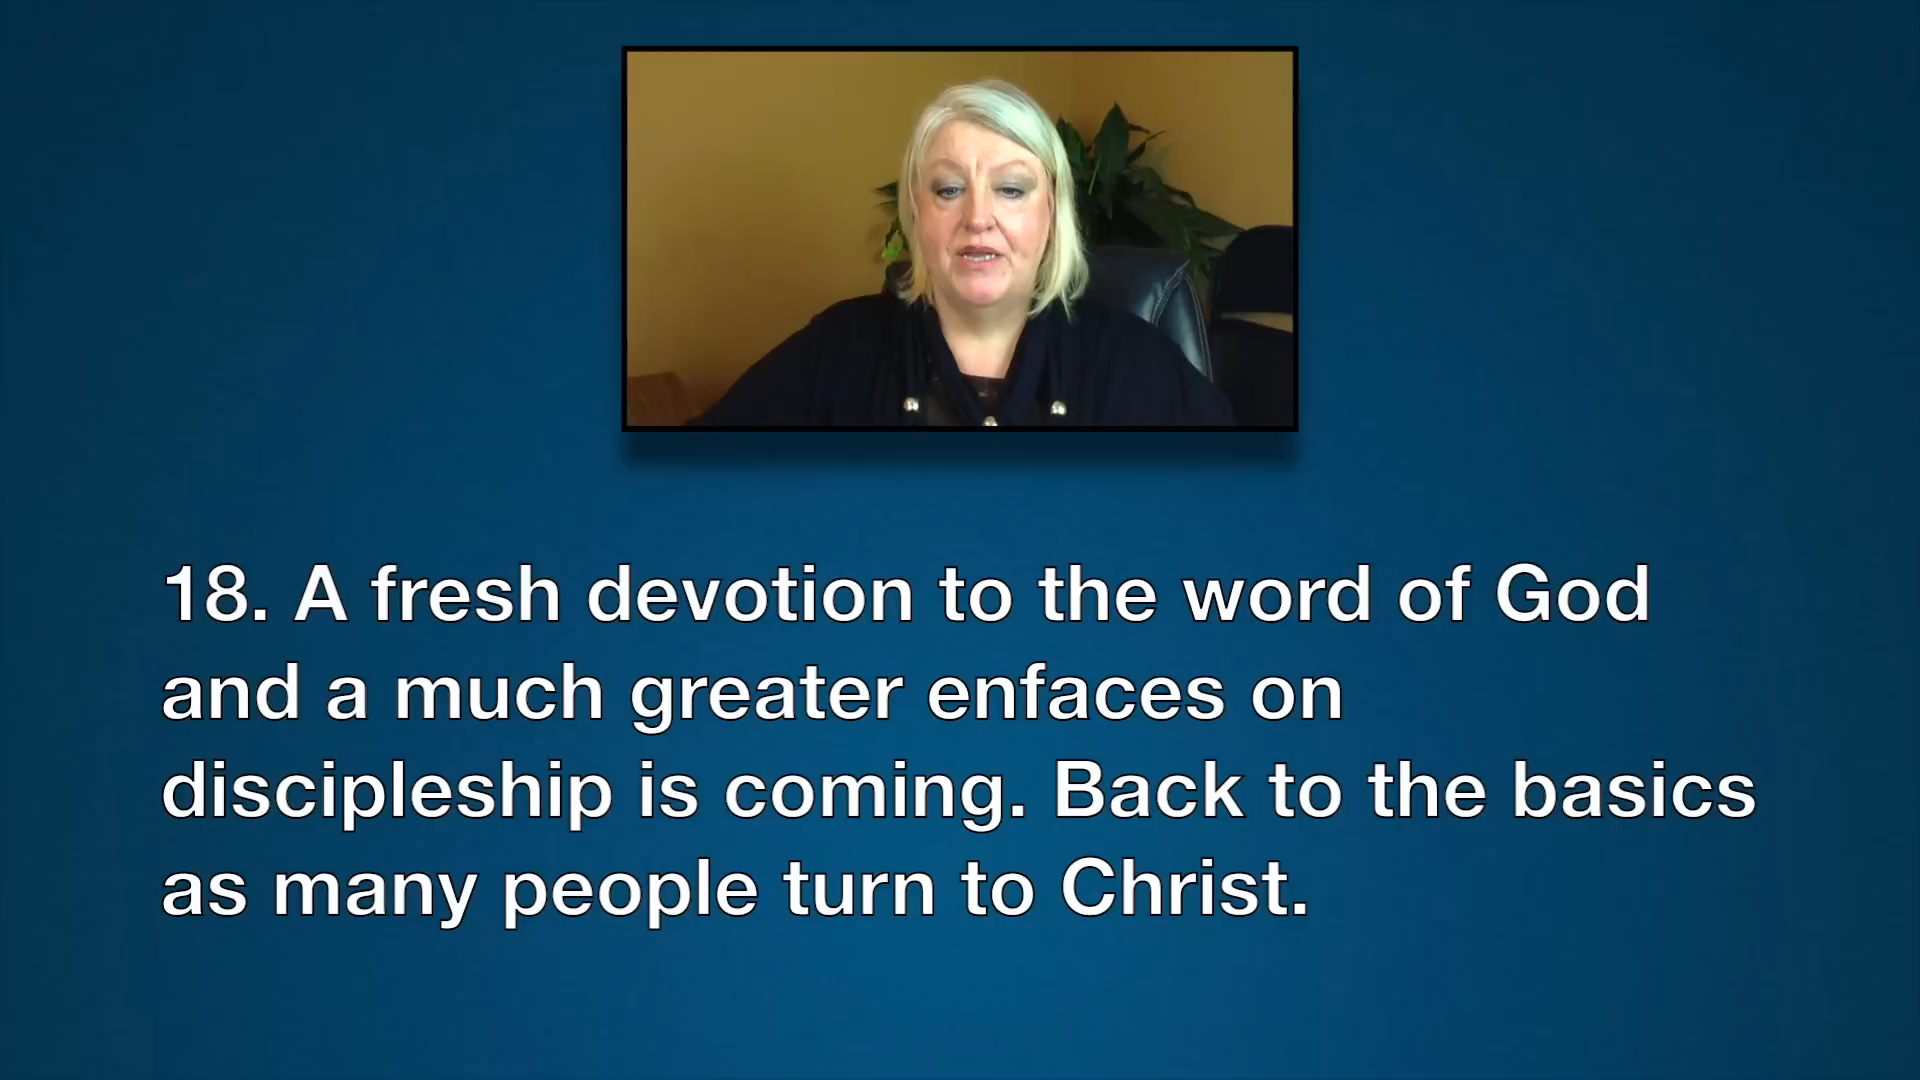 18. A fresh devotion to the word of God
and a much greater enfaces on
discipleship is coming. Back to the basics
as many people turn to Christ.